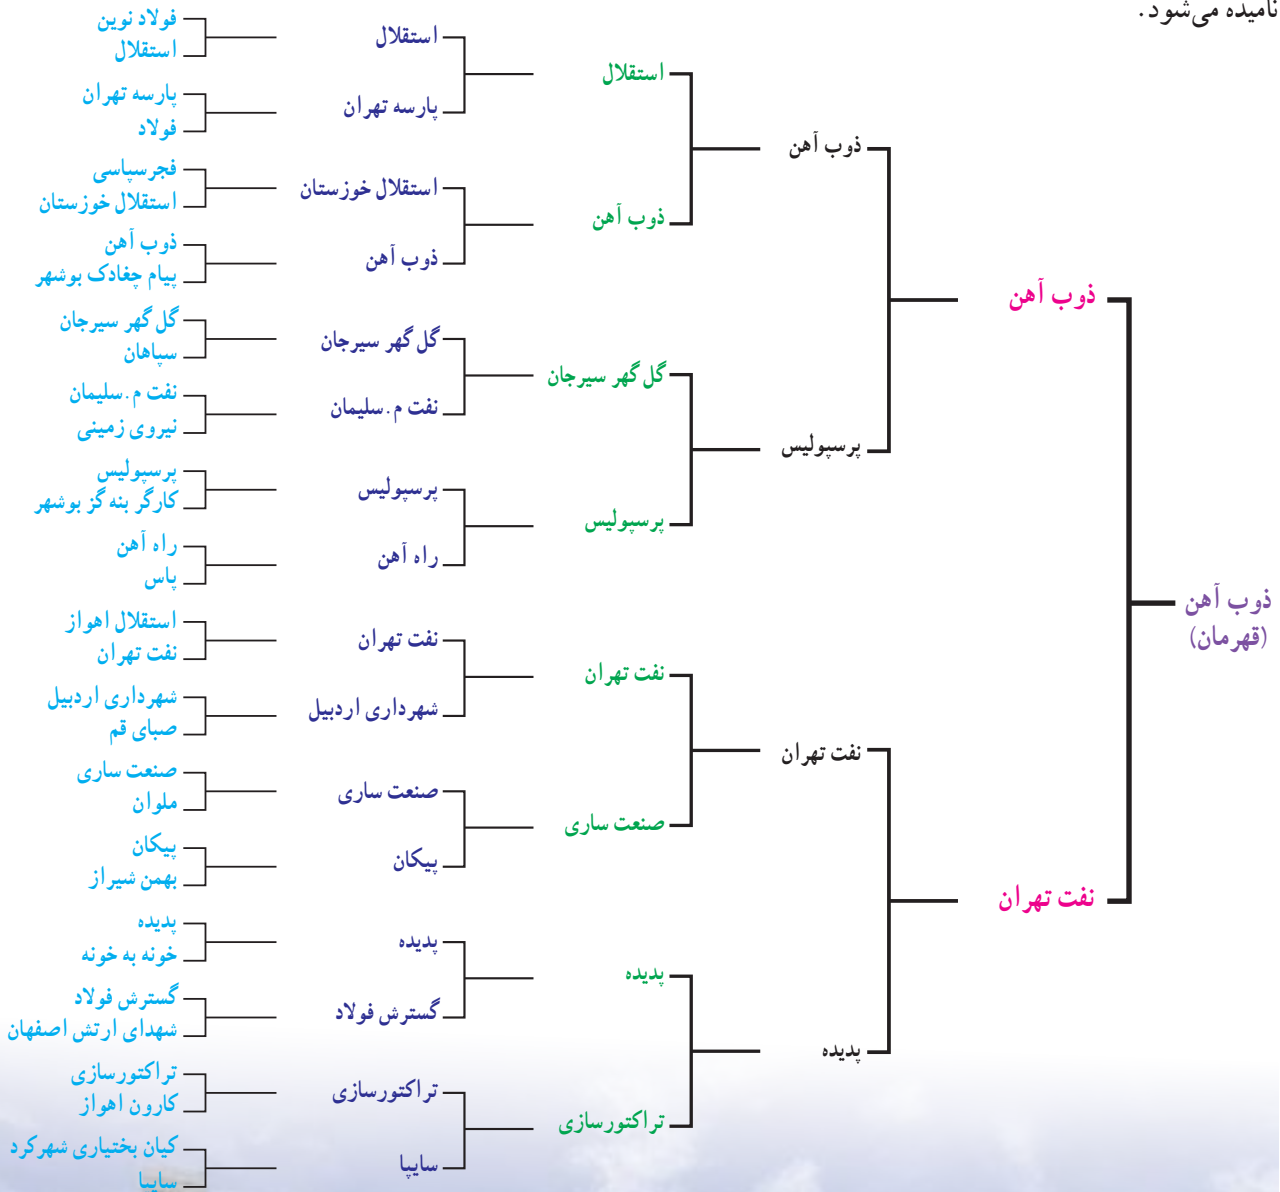 نامیده می‌شود.
فولاد نوین
استقلال
پارسه تهران
فولاد
فجرسپاسی
استقلال خوزستان
ذوب آهن
پیام چغادک بوشهر
گل گهر سیرجان
سپاهان
نفت م.سلیمان
نیروی زمینی
پرسپولیس
کارگر بنه گز بوشهر
راه آهن
پاس
استقلال اهواز
نفت تهران
شهرداری اردبیل
صبای قم
صنعت ساری
ملوان
پیکان
بهمن شیراز
پدیده
خونه به خونه
گسترش فولاد
شهدای ارتش اصفهان
تراکتورسازی
کارون اهواز
کیان بختیاری شهرکرد
سایپا
استقلال
پارسه تهران
استقلال خوزستان
ذوب آهن
گل گهر سیرجان
نفت م.سلیمان
پرسپولیس
راه آهن
نفت تهران
شهرداری اردبیل
صنعت ساری
پیکان
پدیده
گسترش فولاد
تراکتورسازی
سایپا
استقلال
ذوب آهن
گل گهر سیرجان
پرسپولیس
نفت تهران
صنعت ساری
پدیده
تراکتورسازی
ذوب آهن
پرسپولیس
نفت تهران
پدیده
ذوب آهن
نفت تهران
ذوب آهن
(قهرمان)